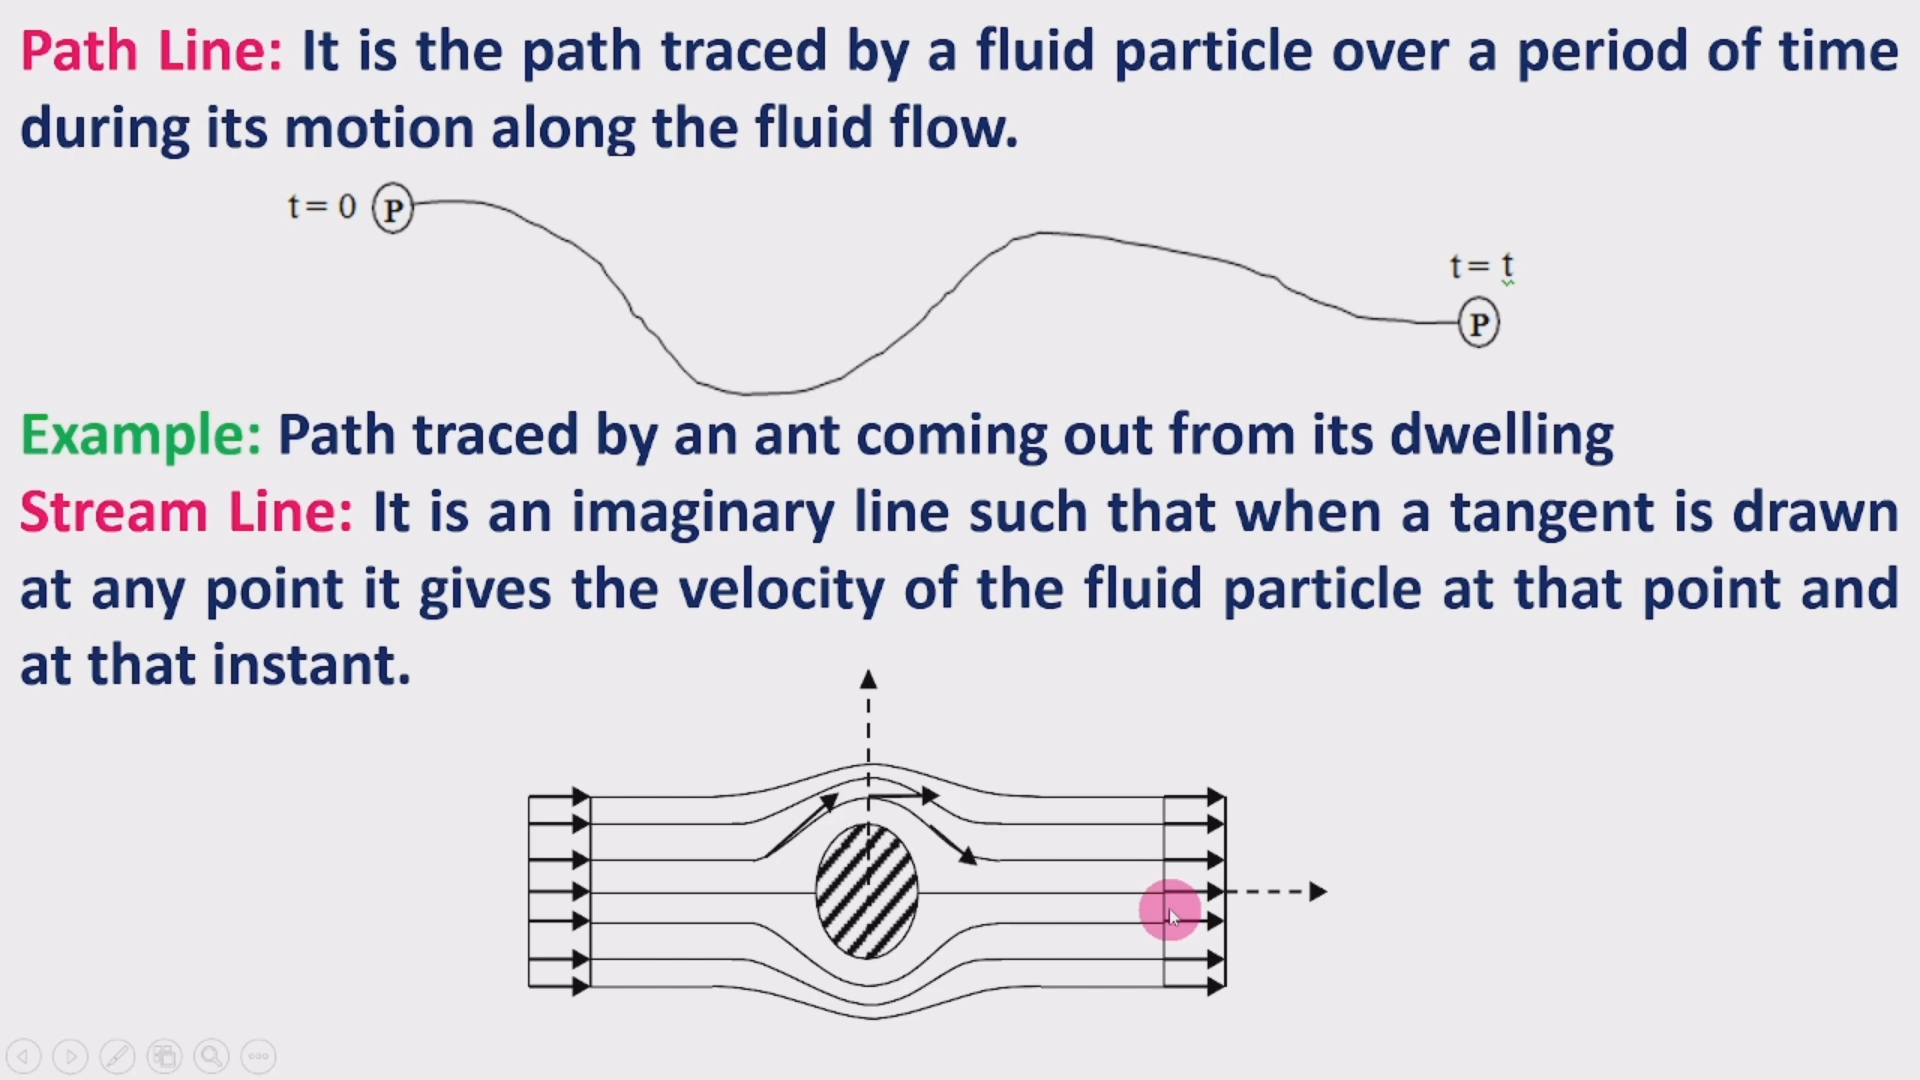 Path Line: It is the path traced by a fluid particle over a period of time
during its motion along the fluid flow.
t = 0 P
t = t
P
Example: Path traced by an ant coming out from its dwelling
Stream Line: It is an imaginary line such that when a tangent is drawn
at any point it gives the velocity of the fluid particle at that point and
at that instant.